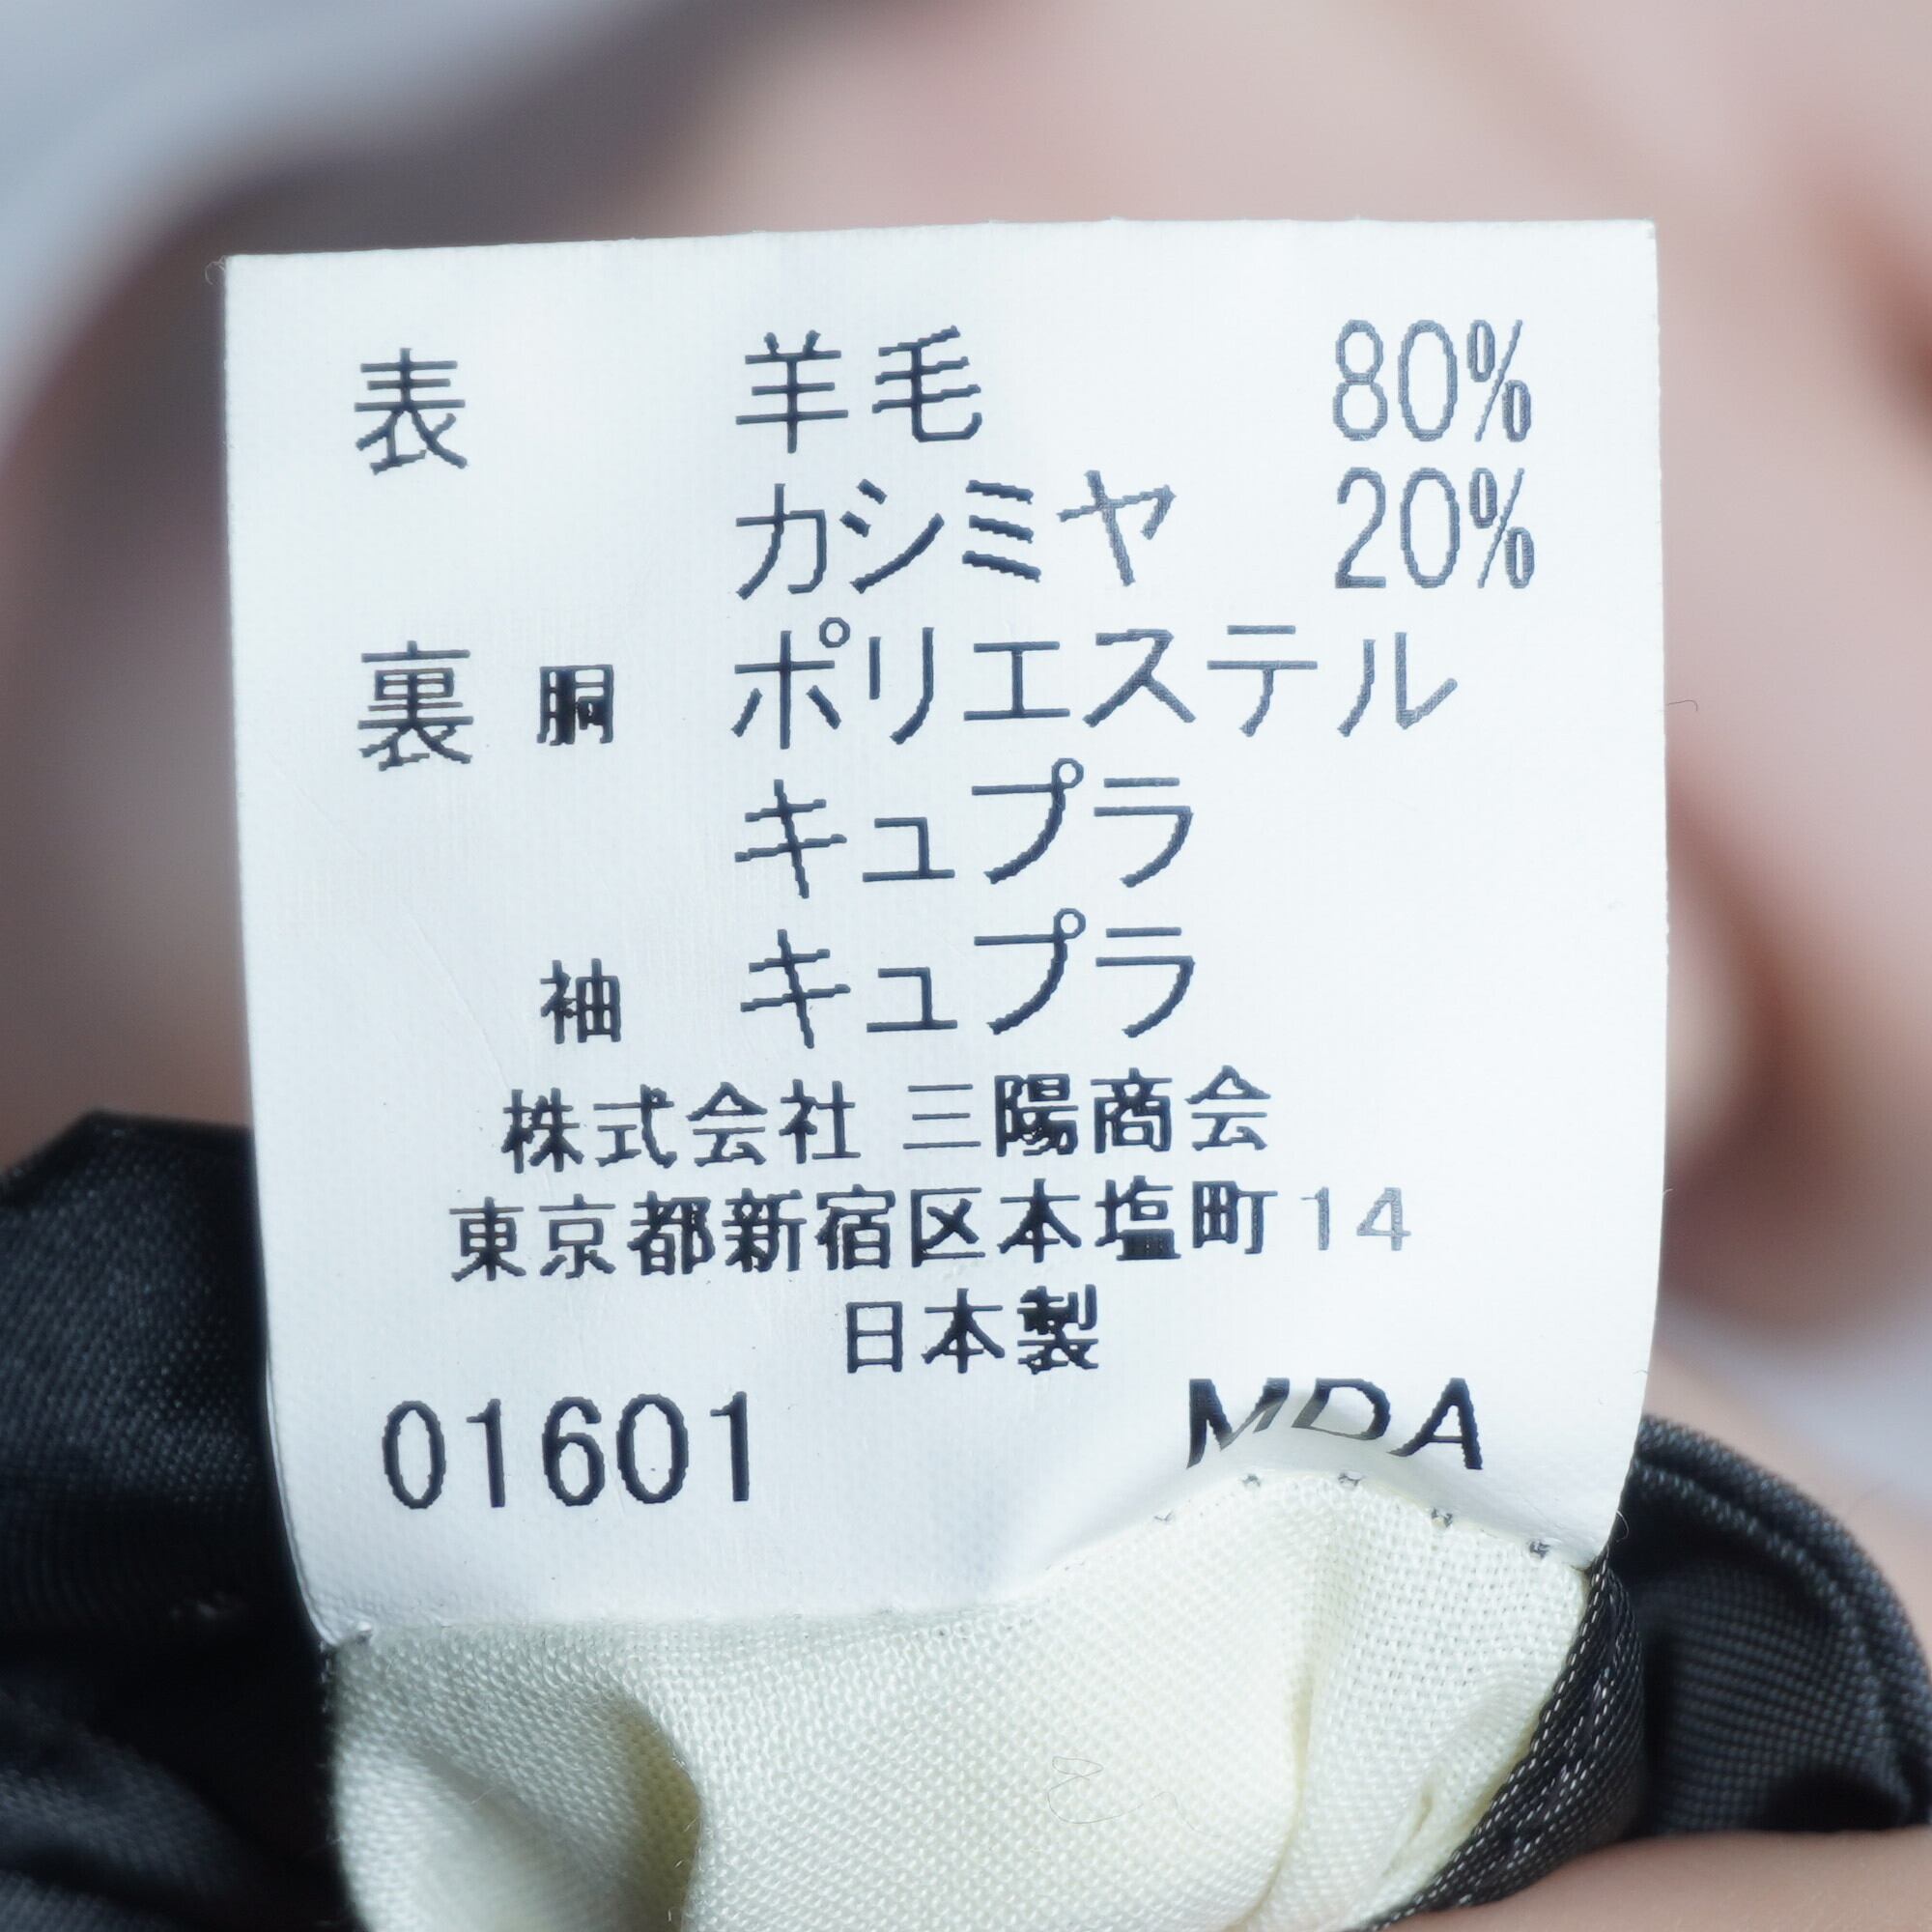 表 羊毛 80%
カシミヤ 20%
裏 胴 ポリエステル
キュプラ
袖 キュプラ
株式会社 三陽商会
東京都新宿区本塩町14
日本製
01601 MDA